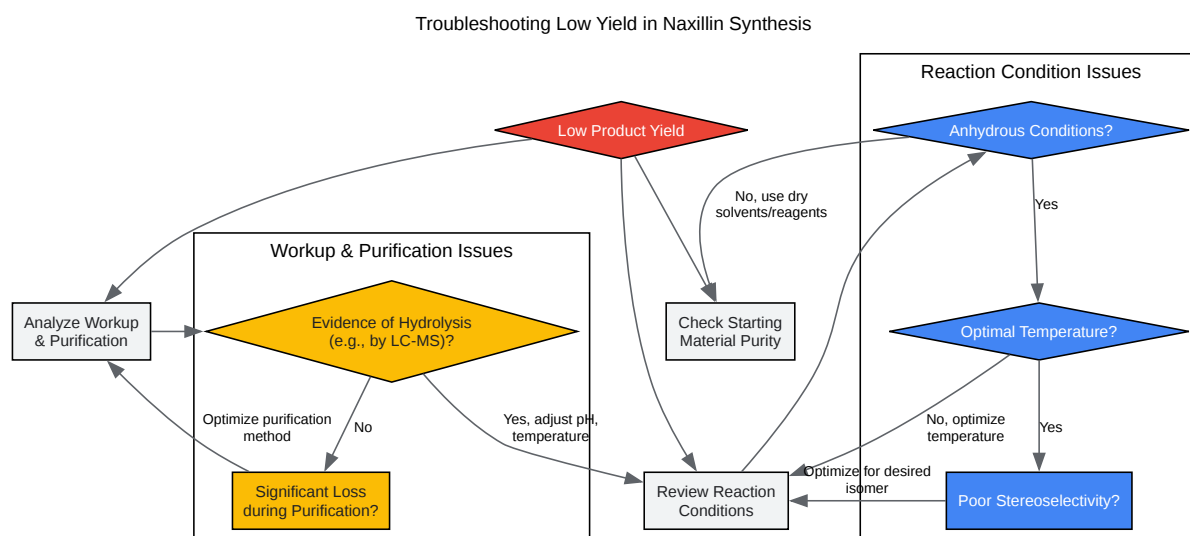 Troubleshooting Low Yield in Naxillin Synthesis
Reaction Condition Issues
Low Product Yield
Anhydrous Conditions?
No, use dry
solvents/reagents
Yes
Workup & Purification Issues
Analyze Workup
& Purification
Evidence of Hydrolysis
(e.g., by LC-MS)?
Check Starting
Material Purity
Optimal Temperature?
Optimize purification
method
No
Yes, adjust pH,
temperature
No, optimize
temperature
Yes
Significant Loss
during Purification?
Review Reaction
Conditions
Optimize for desired
isomer
Poor Stereoselectivity?